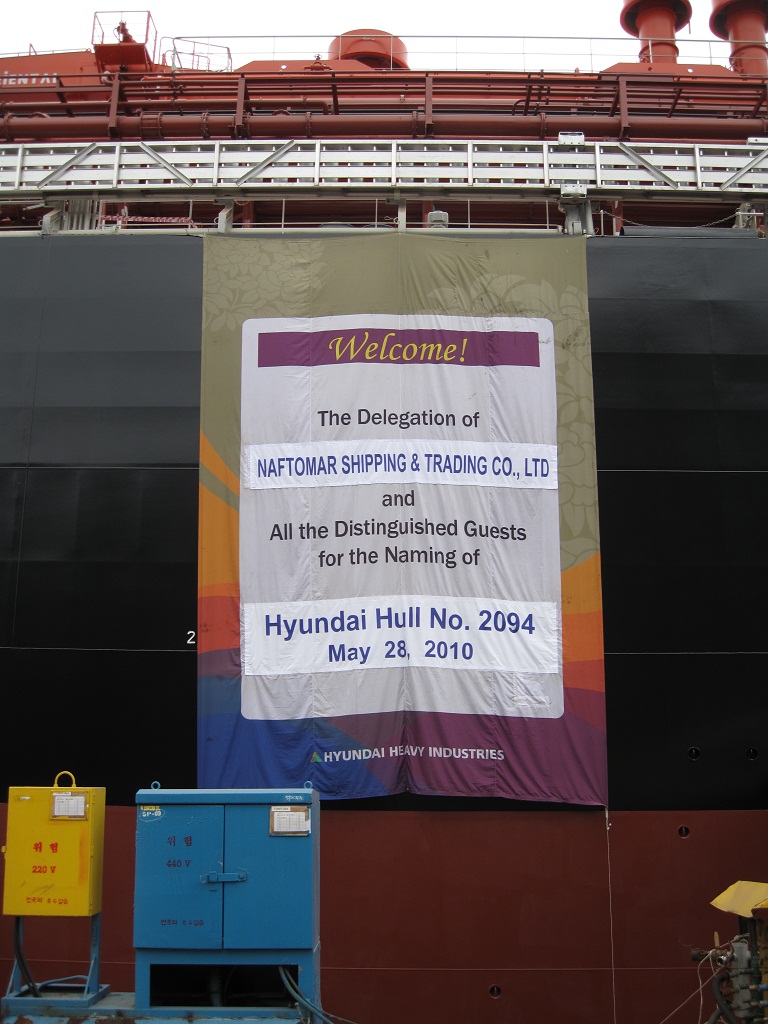 Welcome!
The Delegation of
NAFTOMAR SHIPPING & TRADING CO., LTD
and
All the Distinguished Guests
for the Naming of
Hyundai Hull No. 2094
May 28, 2010
HYUNDAI HEAVY INDUSTRIES
2
위 험
220 V
위 험
440 V